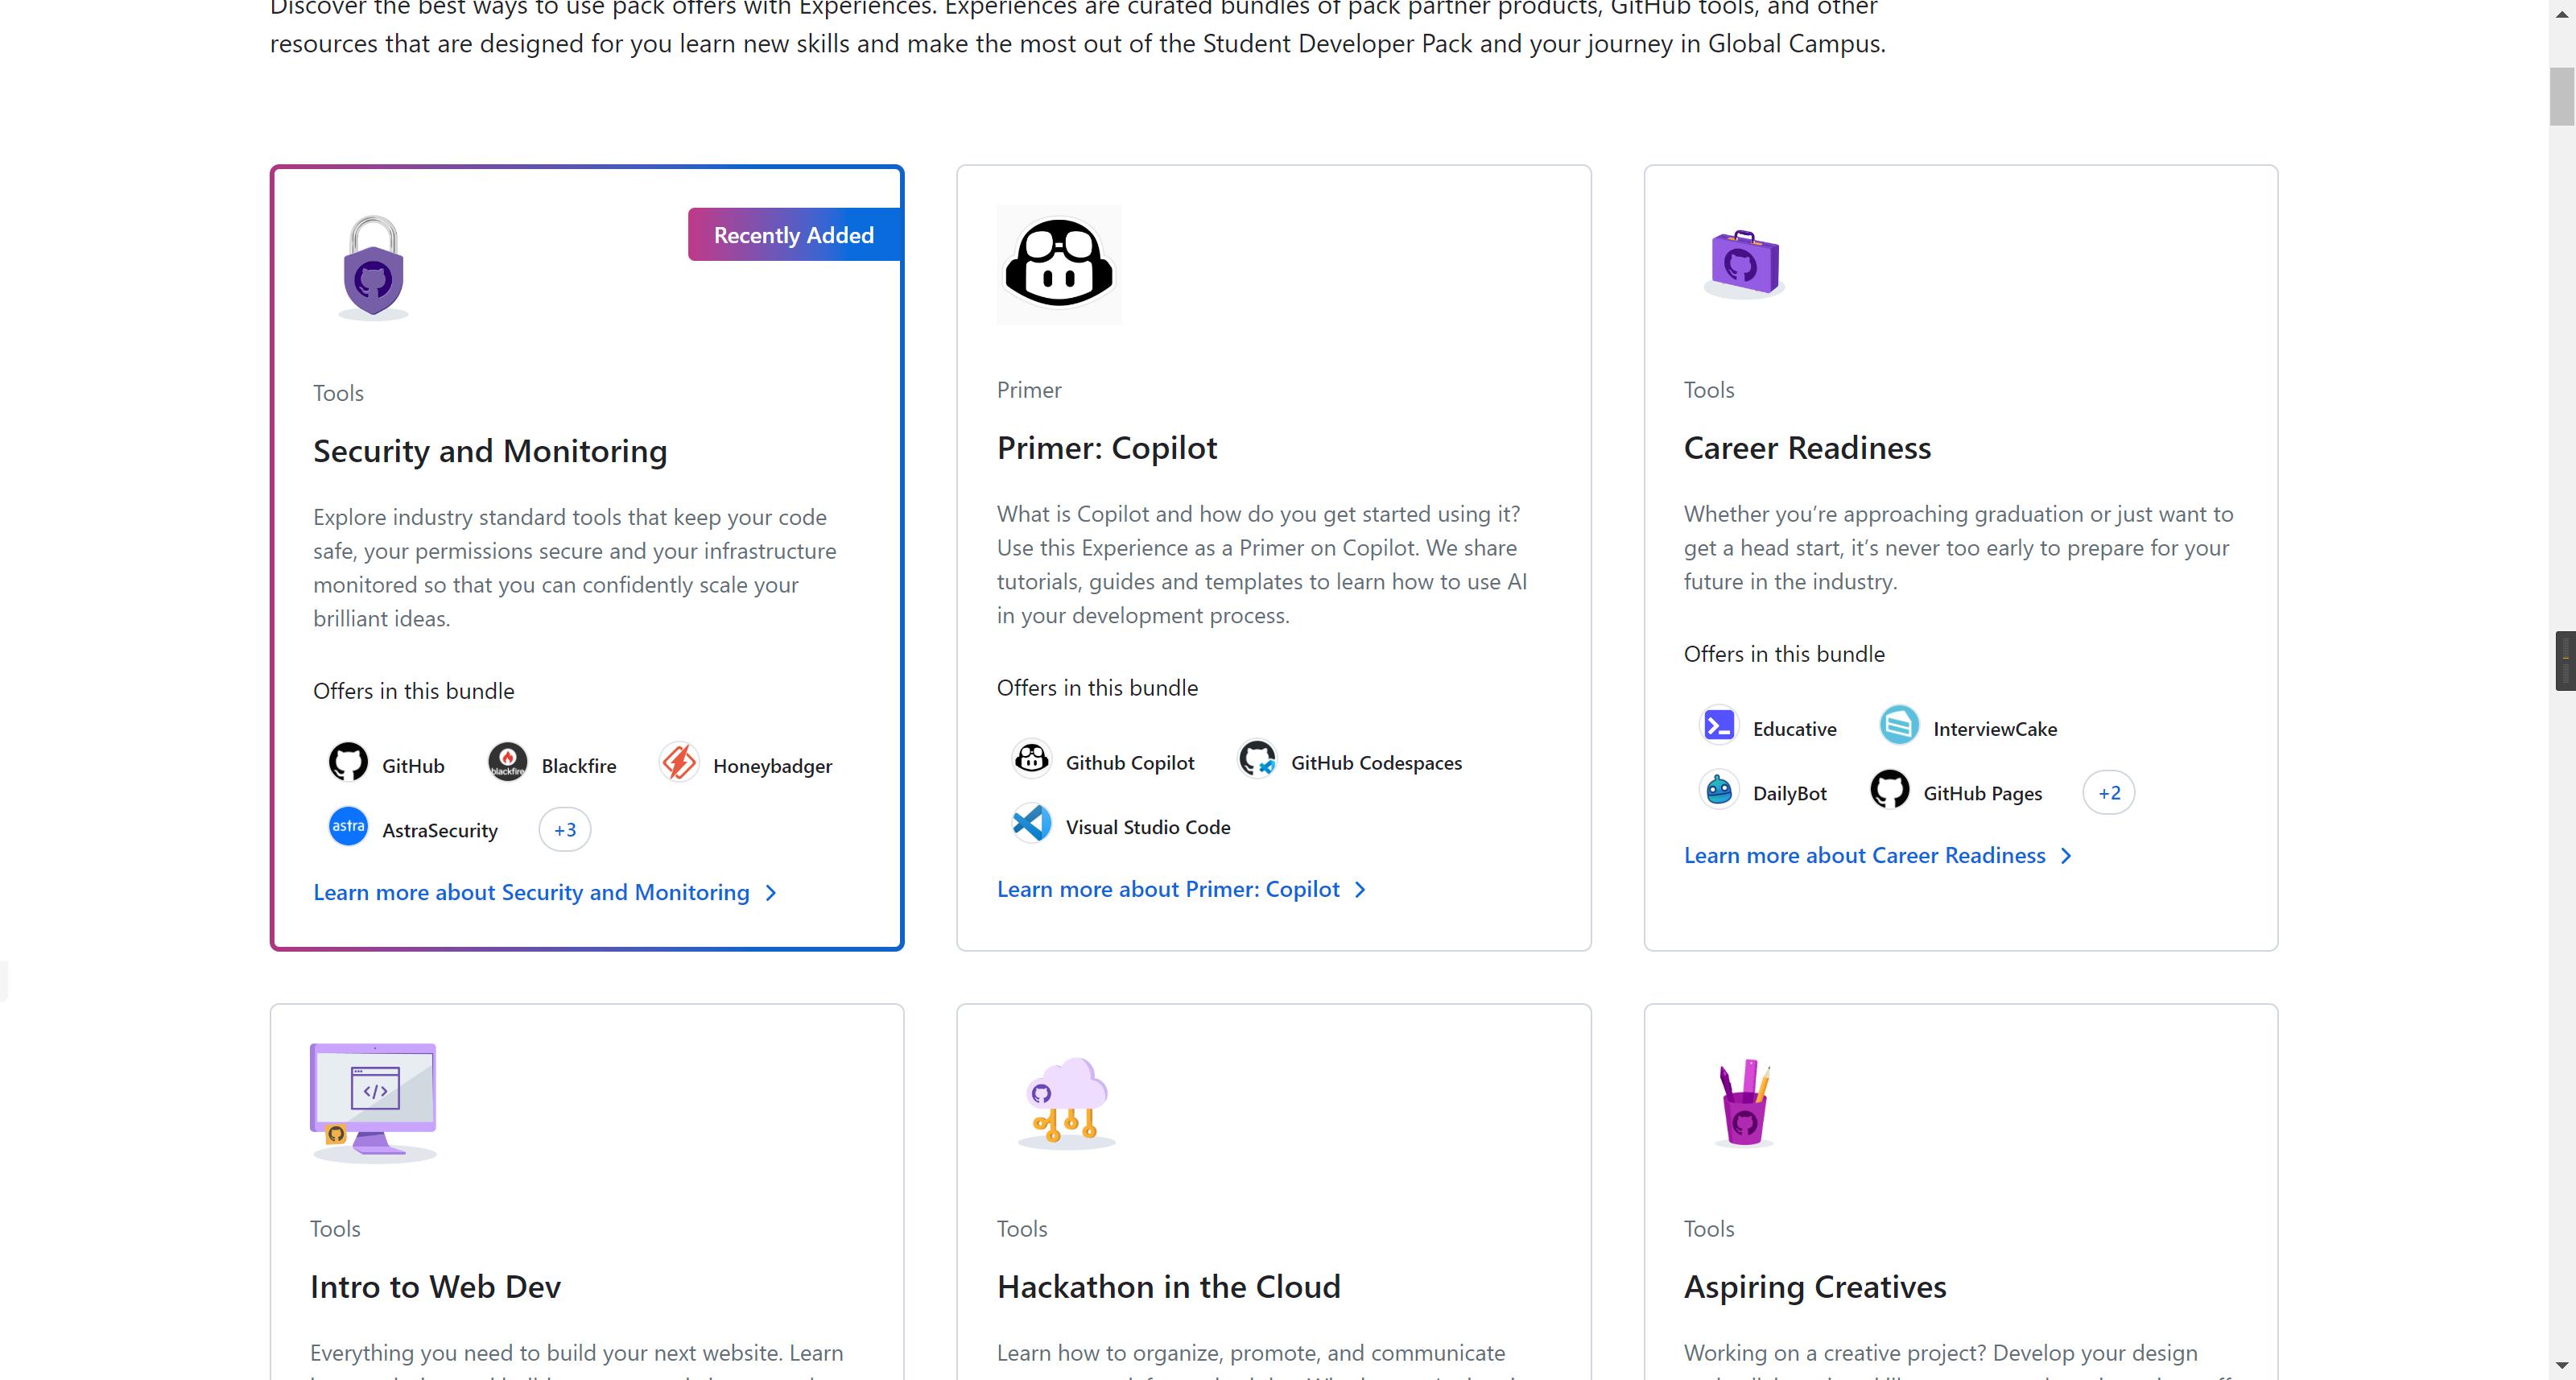 Discover the best ways to use pack offers with Experiences. Experiences are curated bundles of pack partner products, GitHub tools, and other
resources that are designed for you learn new skills and make the most out of the Student Developer Pack and your journey in Global Campus.
Recently Added
Tools
Security and Monitoring
Explore industry standard tools that keep your code
safe, your permissions secure and your infrastructure
monitored so that you can confidently scale your
brilliant ideas.
Offers in this bundle
GitHub
blackfire
Blackfire
Honeybadger
astra
AstraSecurity
+3
Learn more about Security and Monitoring
Primer
Primer: Copilot
What is Copilot and how do you get started using it?
Use this Experience as a Primer on Copilot. We share
tutorials, guides and templates to learn how to use AI
in your development process.
Offers in this bundle
Github Copilot
GitHub Codespaces
Visual Studio Code
Learn more about Primer: Copilot
Tools
Career Readiness
Whether you’re approaching graduation or just want to
get a head start, it’s never too early to prepare for your
future in the industry.
Offers in this bundle
Educative
InterviewCake
DailyBot
GitHub Pages
+2
Learn more about Career Readiness
</>
Tools
Intro to Web Dev
Everything you need to build your next website. Learn
Tools
Hackathon in the Cloud
Learn how to organize, promote, and communicate
Tools
Aspiring Creatives
Working on a creative project? Develop your design